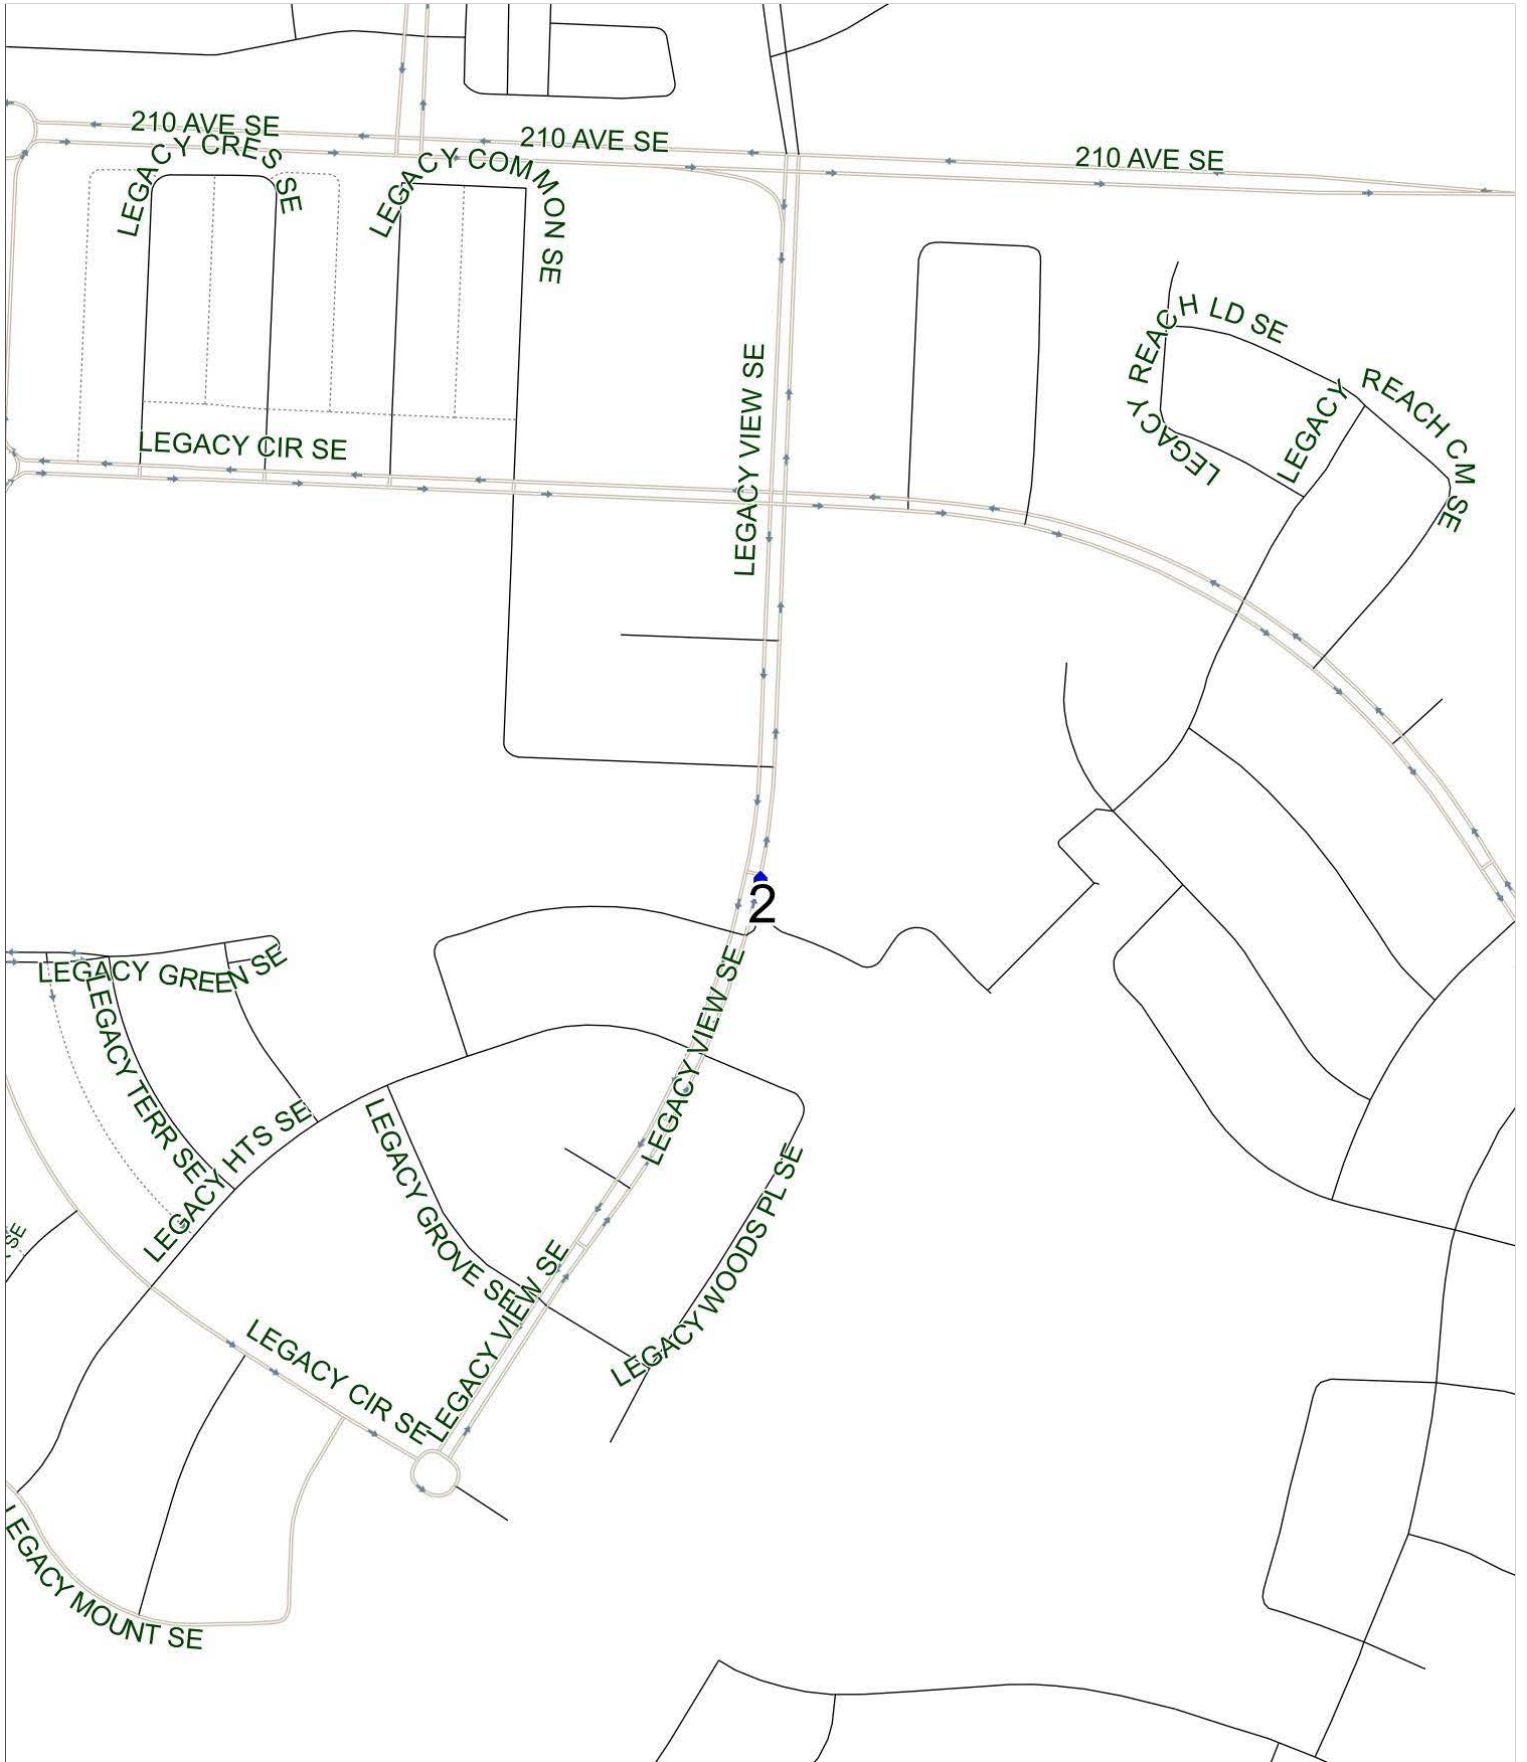 210 AVE SE
210 AVE SE
210 AVE SE
LEGACY CRES SE
LEGACY COMMON SE
LEGACY REACH LD SE
LEGACY REACH CM SE
LEGACY VIEW SE
LEGACY CIR SE
2
LEGACY GREEN SE
LEGACY VIEW SE
LEGACY TERR SE
LEGACY HTS SE
LEGACY GROVE SE
LEGACY WOODS PL SE
SE
LEGACY VIEW SE
LEGACY CIR SE
LEGACY MOUNT SE